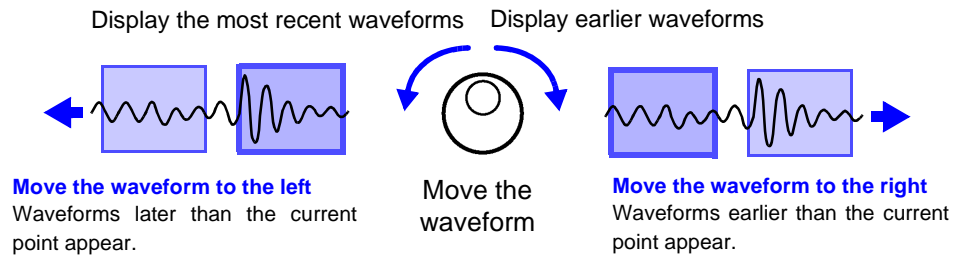 Display the most recent waveforms
Display earlier waveforms
Move the waveform to the left
Waveforms later than the current
point appear.
Move the
waveform
Move the waveform to the right
Waveforms earlier than the current
point appear.